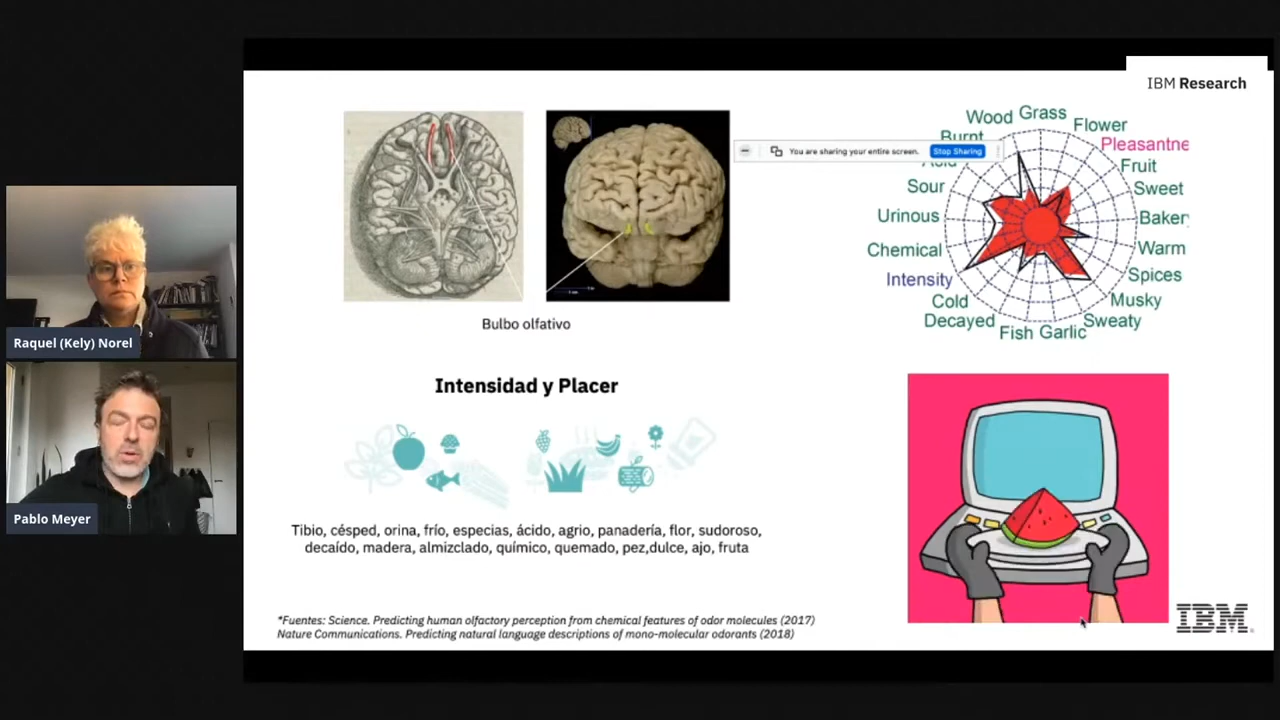 Raquel (Kely) Norel
Pablo Meyer
IBM Research
Bulbo olfativo
You are sharing your entire screen.
Stop Sharing
Wood
Grass
Flower
Burnt
Pleasantne
Acid
Fruit
Sour
Sweet
Urinous
Baker
Chemical
Warm
Intensity
Spices
Cold
Musky
Decayed
Sweaty
Fish
Garlic
Intensidad y Placer
Tibio, césped, orina, frío, especias, ácido, agrio, panadería, flor, sudoroso,
decaído, madera, almizclado, químico, quemado, pez,dulce, ajo, fruta
*Fuentes: Science. Predicting human olfactory perception from chemical features of odor molecules (2017)
Nature Communications. Predicting natural language descriptions of mono-molecular odorants (2018)
IBM